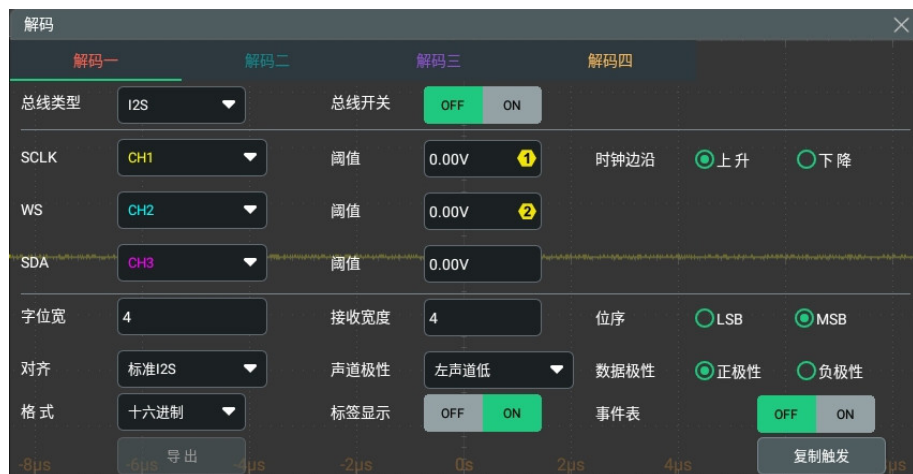 解码
解码一 解码二 解码三 解码四
总线类型 I2S 总线开关 OFF ON
SCLK CH1 阈值 0.00V 1 时钟边沿 上升 下降
WS CH2 阈值 0.00V 2
SDA CH3 阈值 0.00V
字位宽 4 接收宽度 4 位序 LSB MSB
对齐 标准I2S 声道极性 左声道低 数据极性 正极性 负极性
格式 十六进制 标签显示 OFF ON 事件表 OFF ON
导出 复制触发
-8μs -6μs -4μs -2μs 0s 2μs 4μs μs